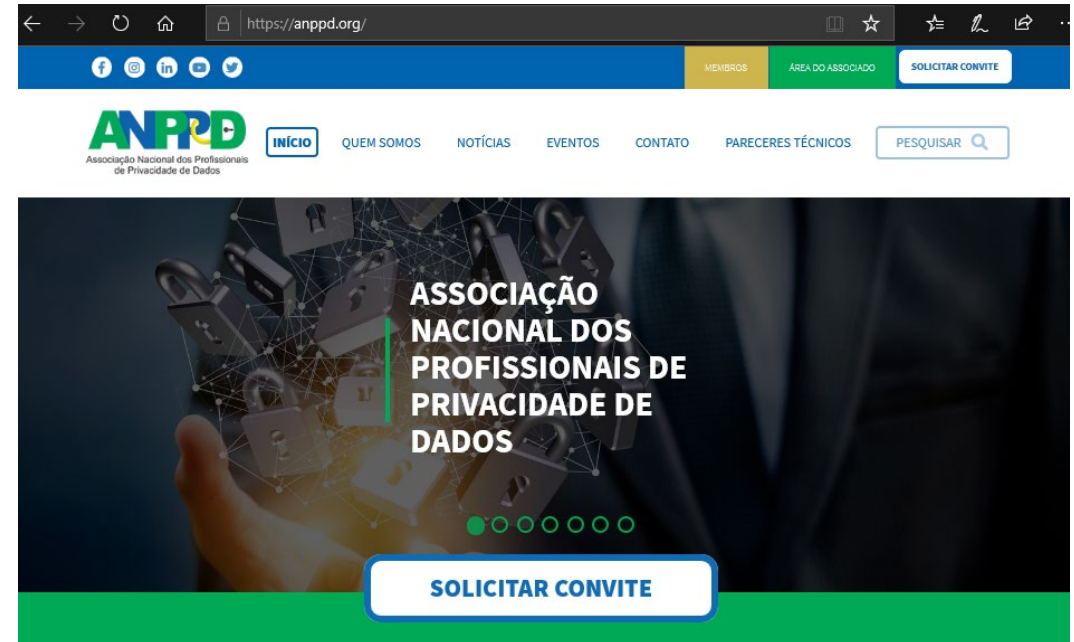 https://anppd.org/
MEMBROS
ÁREA DO ASSOCIADO
SOLICITAR CONVITE
ANPPD
Associação Nacional dos Profissionais
de Privacidade de Dados
INÍCIO
QUEM SOMOS
NOTÍCIAS
EVENTOS
CONTATO
PARECERES TÉCNICOS
PESQUISAR
ASSOCIAÇÃO
NACIONAL DOS
PROFISSIONAIS DE
PRIVACIDADE DE
DADOS
SOLICITAR CONVITE